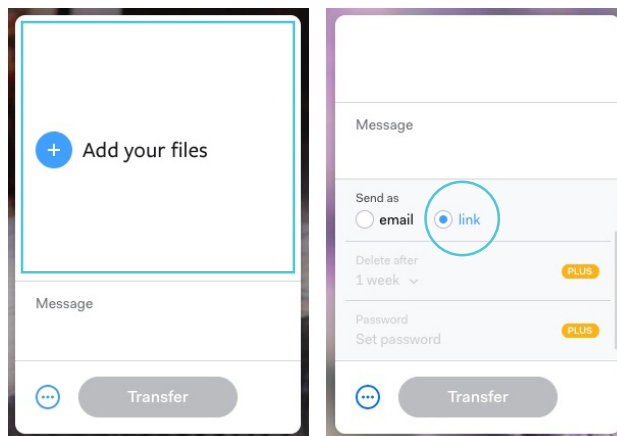 Add your files
Message
Transfer
Message
Send as
email link
Delete after
1 week
PLUS
Password
Set password
PLUS
Transfer